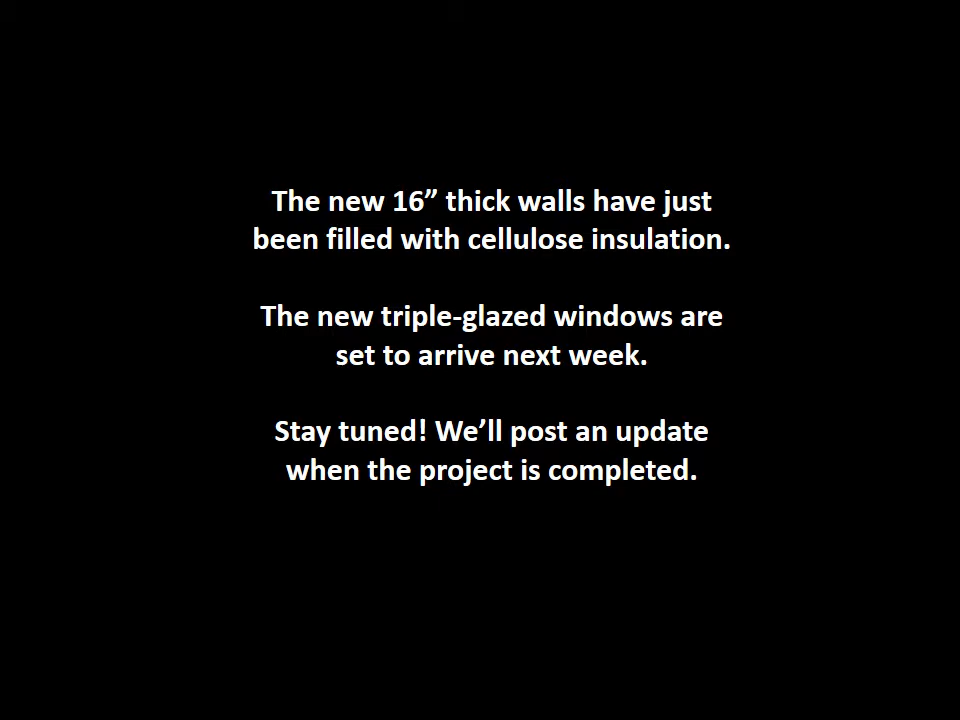 The new 16” thick walls have just
been filled with cellulose insulation.
The new triple-glazed windows are
set to arrive next week.
Stay tuned! We’ll post an update
when the project is completed.